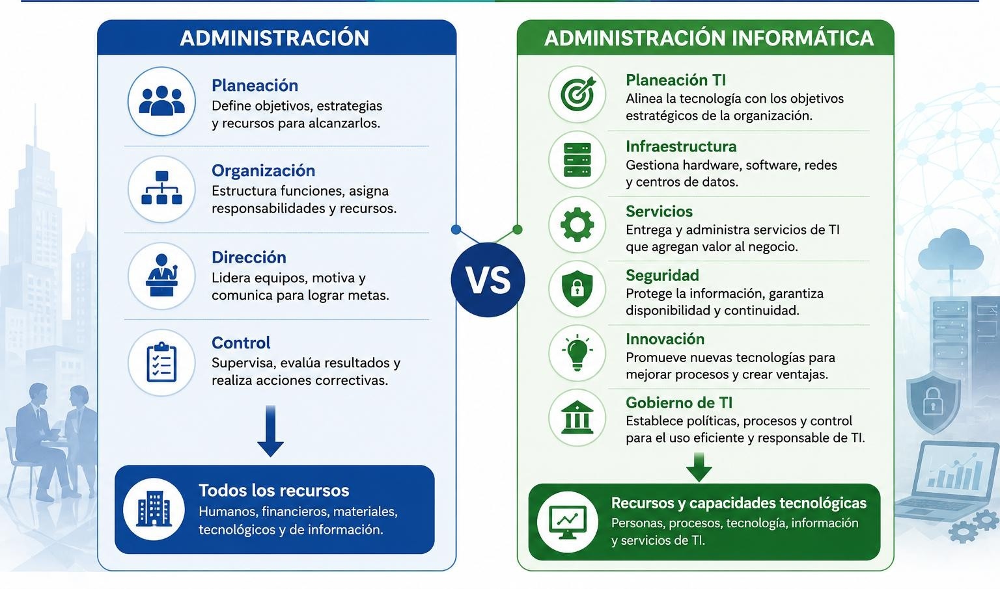 ADMINISTRACIÓN
Planeación
Define objetivos, estrategias
y recursos para alcanzarlos.
Organización
Estructura funciones, asigna
responsabilidades y recursos.
Dirección
Lidera equipos, motiva y
comunica para lograr metas.
Control
Supervisa, evalúa resultados y
realiza acciones correctivas.
Todos los recursos
Humanos, financieros, materiales,
tecnológicos y de información.
VS
ADMINISTRACIÓN INFORMÁTICA
Planeación TI
Alinea la tecnología con los objetivos
estratégicos de la organización.
Infraestructura
Gestiona hardware, software, redes
y centros de datos.
Servicios
Entrega y administra servicios de TI
que agregan valor al negocio.
Seguridad
Protege la información, garantiza
disponibilidad y continuidad.
Innovación
Promueve nuevas tecnologías para
mejorar procesos y crear ventajas.
Gobierno de TI
Establece políticas, procesos y control
para el uso eficiente y responsable de TI.
Recursos y capacidades tecnológicas
Personas, procesos, tecnología, información
y servicios de TI.